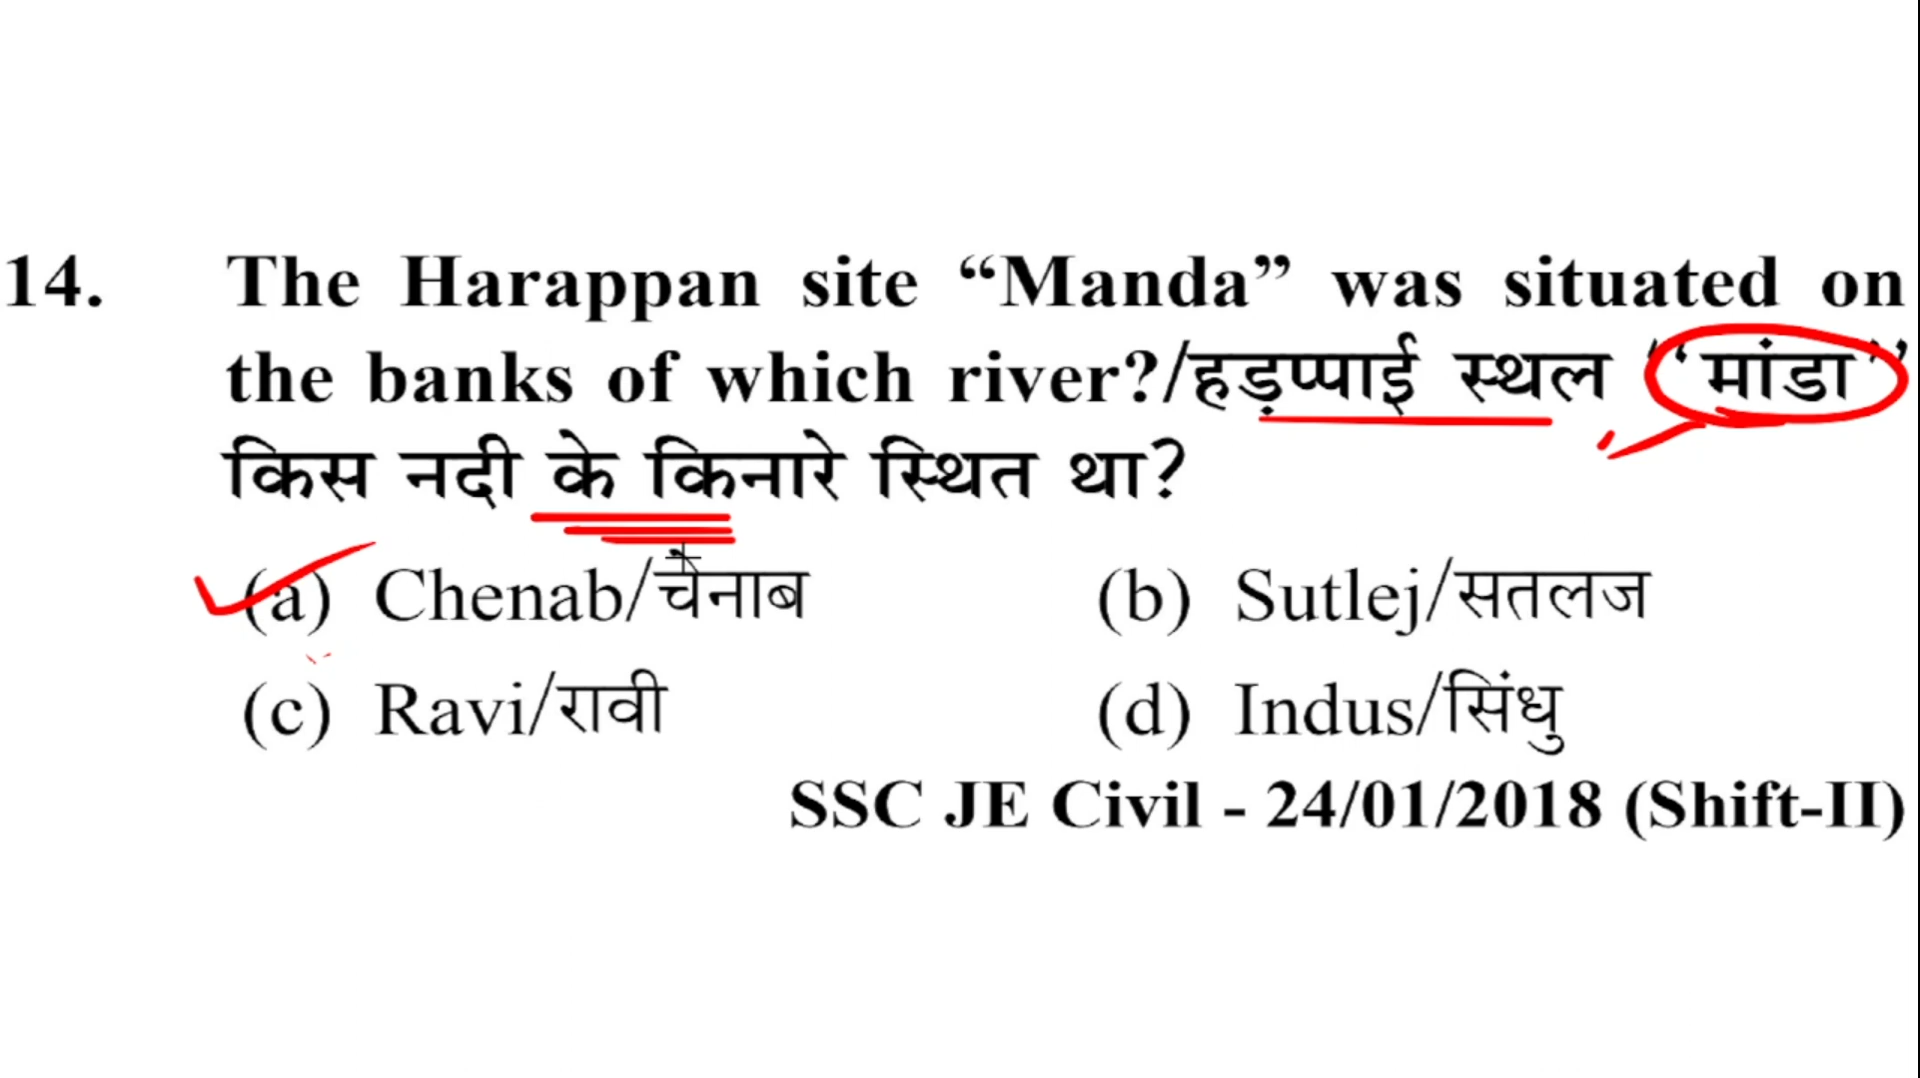 14. The Harappan site “Manda” was situated on
the banks of which river?/हड़प्पाई स्थल ‘‘मांडा’’
किस नदी के किनारे स्थित था?
(a) Chenab/चैनाब (b) Sutlej/सतलज
(c) Ravi/रावी (d) Indus/सिंधु
SSC JE Civil - 24/01/2018 (Shift-II)